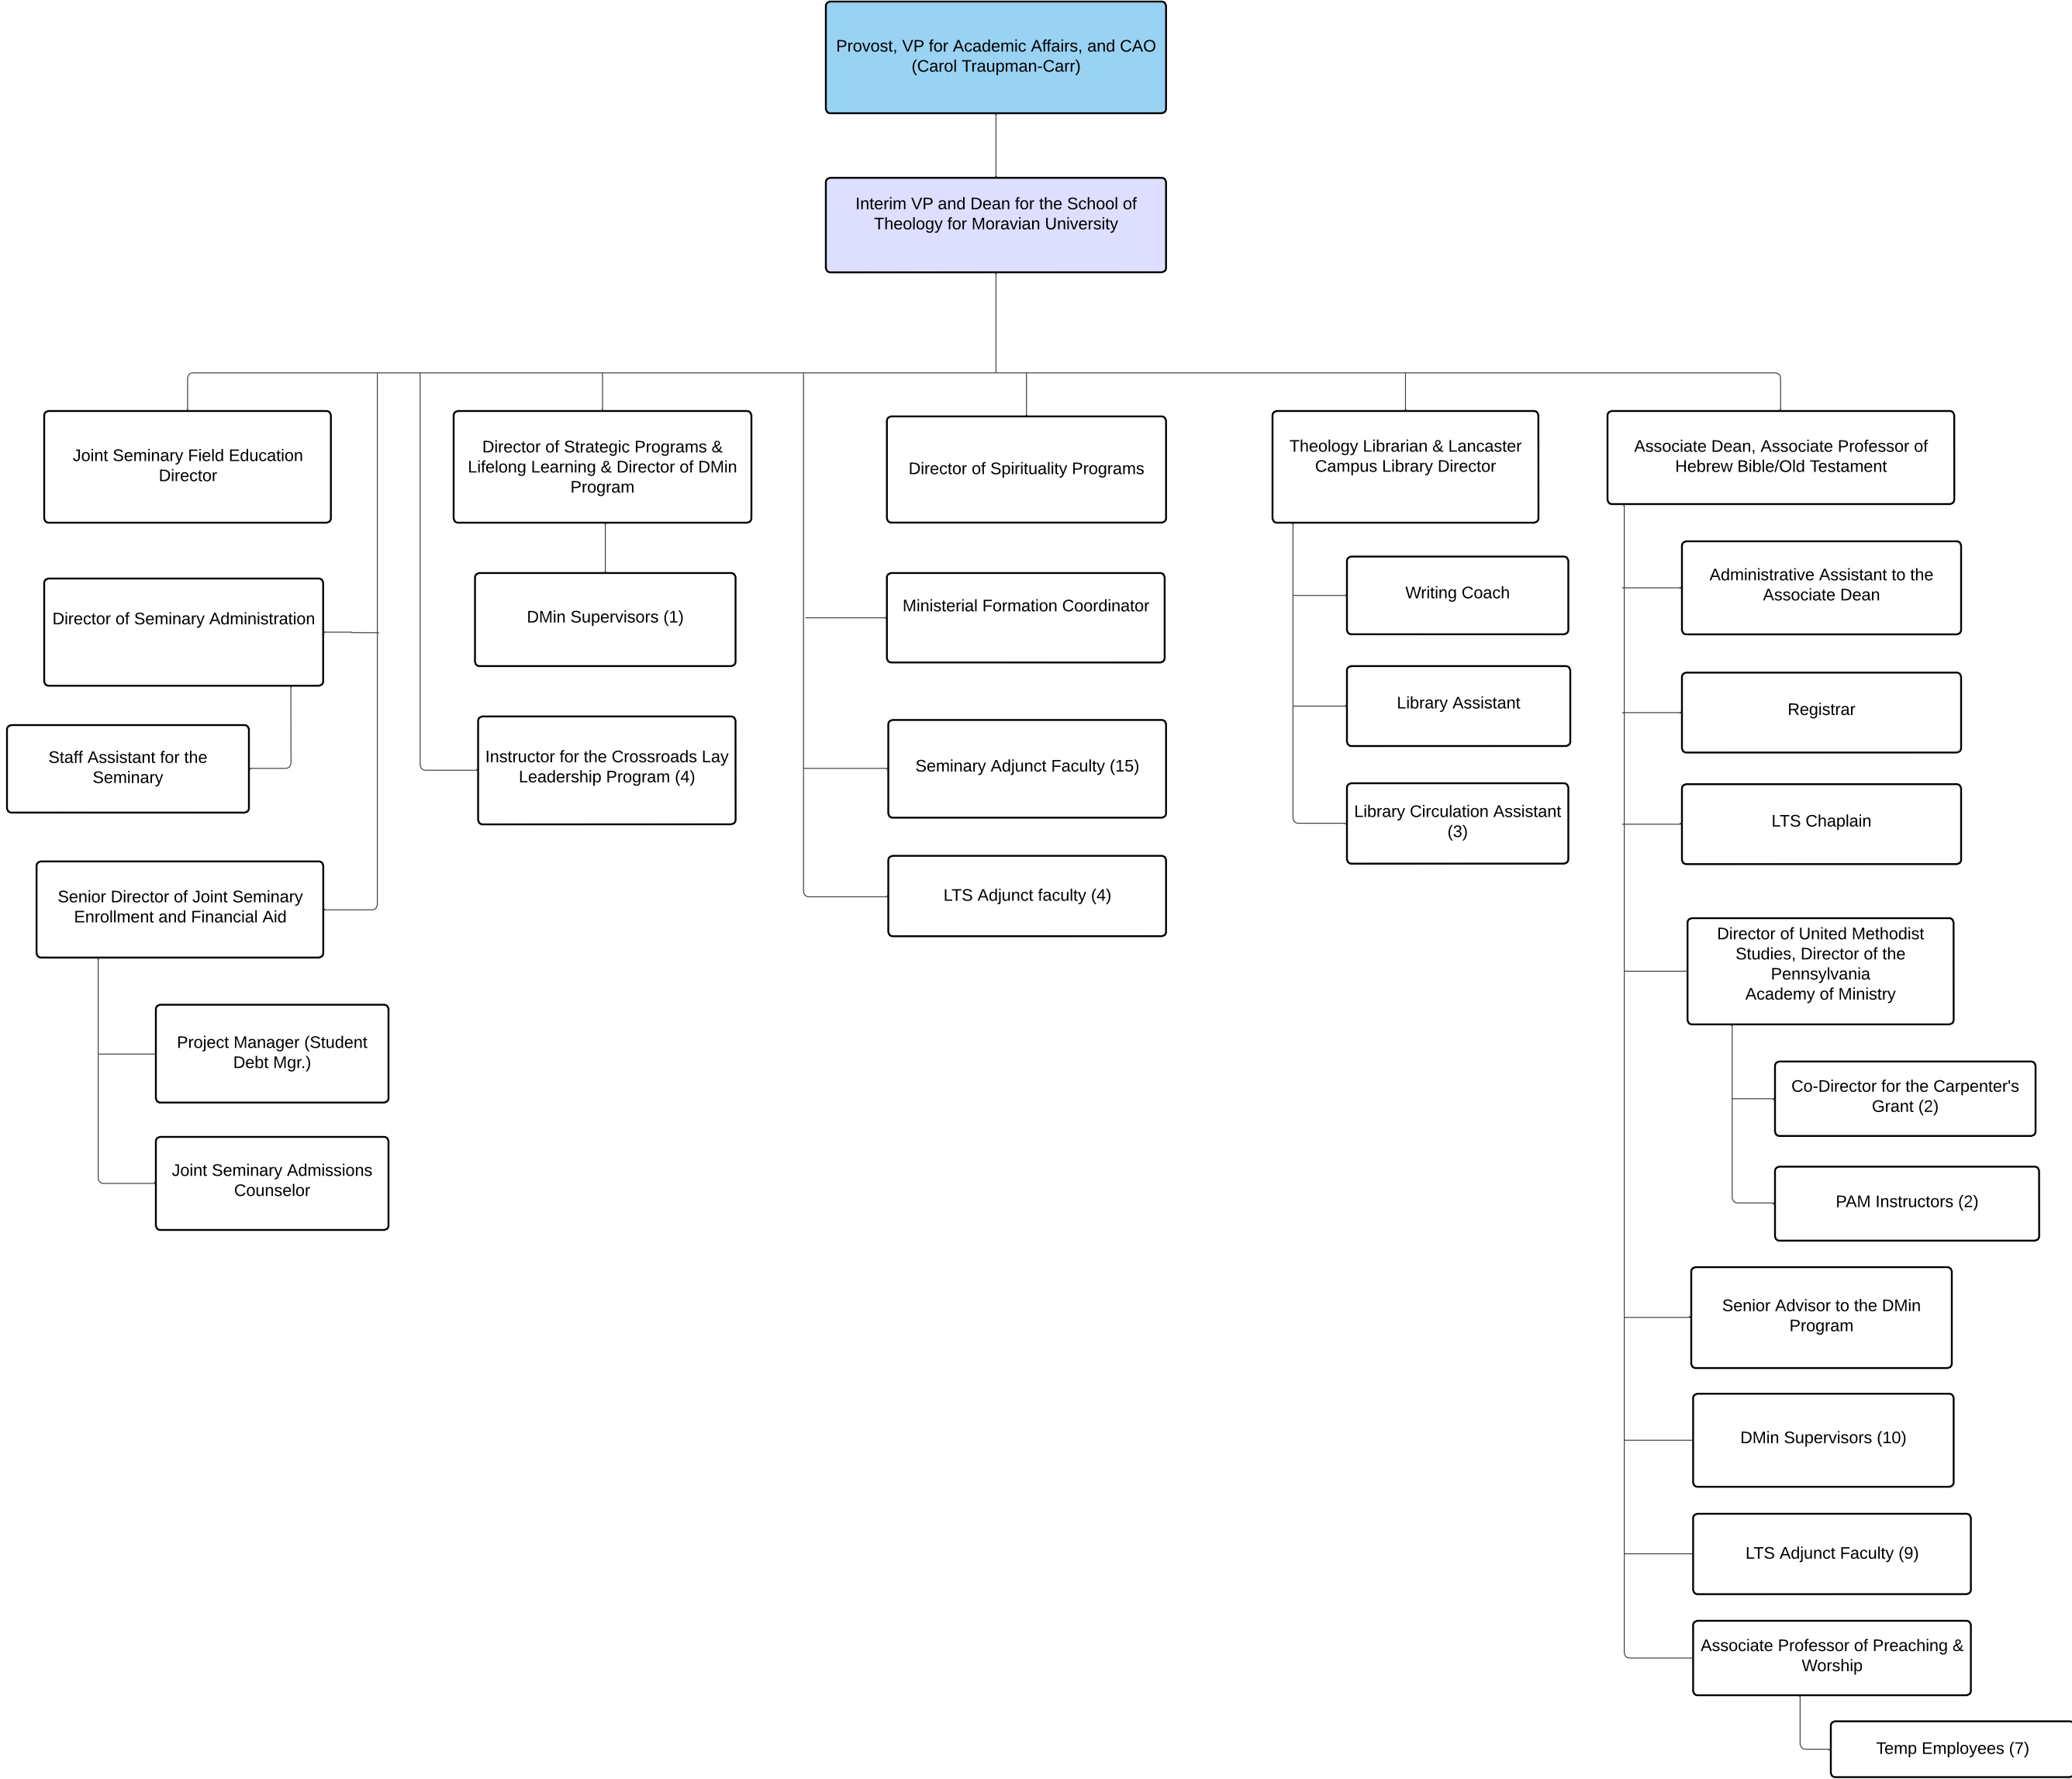 Provost, VP for Academic Affairs, and CAO
(Carol Traupman-Carr)
Interim VP and Dean for the School of
Theology for Moravian University
Joint Seminary Field Education
Director
Director of Strategic Programs &
Lifelong Learning & Director of DMin
Program
Director of Spirituality Programs
Theology Librarian & Lancaster
Campus Library Director
Associate Dean, Associate Professor of
Hebrew Bible/Old Testament
Director of Seminary Administration
Staff Assistant for the
Seminary
Senior Director of Joint Seminary
Enrollment and Financial Aid
Project Manager (Student
Debt Mgr.)
Joint Seminary Admissions
Counselor
DMin Supervisors (1)
Instructor for the Crossroads Lay
Leadership Program (4)
Ministerial Formation Coordinator
Seminary Adjunct Faculty (15)
LTS Adjunct faculty (4)
Writing Coach
Library Assistant
Library Circulation Assistant
(3)
Administrative Assistant to the
Associate Dean
Registrar
LTS Chaplain
Director of United Methodist
Studies, Director of the
Pennsylvania
Academy of Ministry
Co-Director for the Carpenter's
Grant (2)
PAM Instructors (2)
Senior Advisor to the DMin
Program
DMin Supervisors (10)
LTS Adjunct Faculty (9)
Associate Professor of Preaching &
Worship
Temp Employees (7)